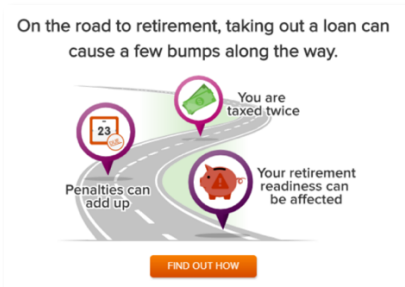 On the road to retirement, taking out a loan can
cause a few bumps along the way.
You are
taxed twice
23
Penalties can
add up
Your retirement
readiness can
be affected
FIND OUT HOW